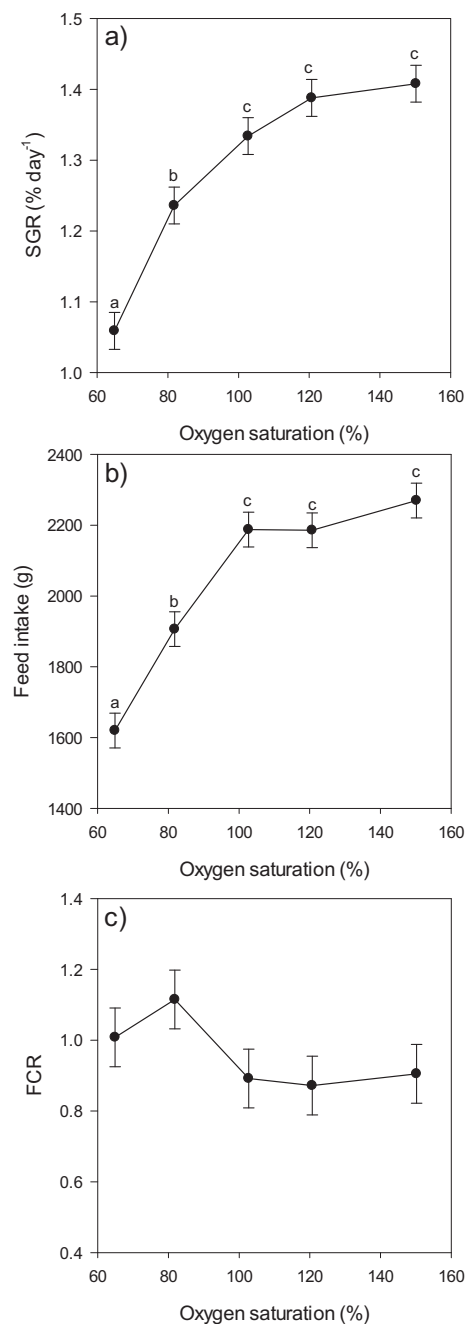 a)
1.5
1.4
1.3
1.2
1.1
1.0
SGR (% day⁻¹)
a
b
c
c
c
60 80 100 120 140 160
Oxygen saturation (%)
b)
2400
2200
2000
1800
1600
1400
Feed intake (g)
a
b
c
c
c
60 80 100 120 140 160
Oxygen saturation (%)
c)
1.4
1.2
1.0
0.8
0.6
0.4
FCR
60 80 100 120 140 160
Oxygen saturation (%)